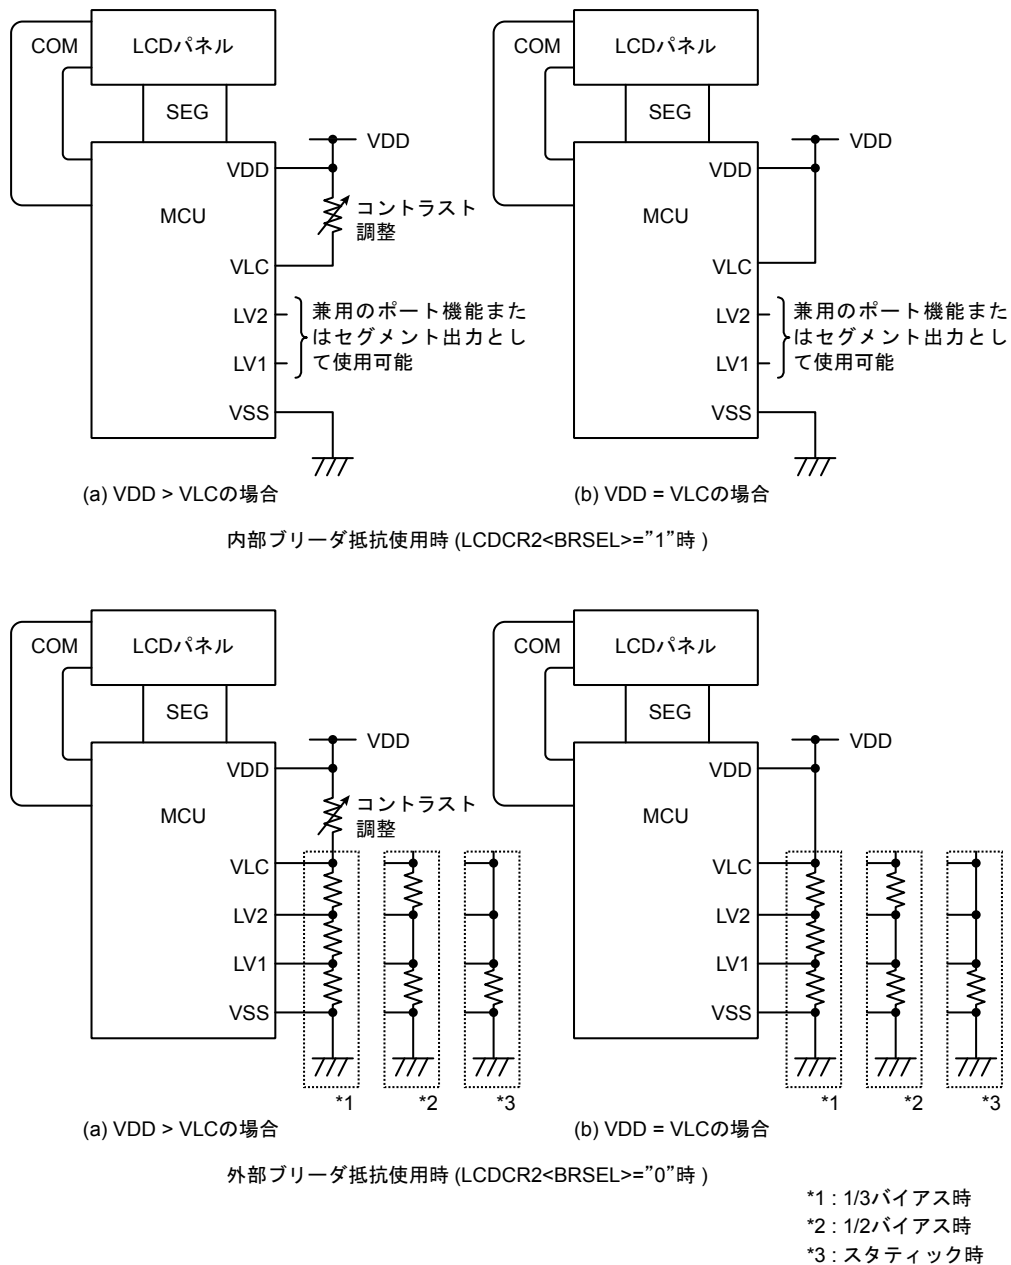 COM
LCDパネル
SEG
VDD
VDD
MCU
コントラスト
調整
VLC
LV2
LV1
兼用のポート機能また
はセグメント出力とし
て使用可能
VSS
(a) VDD > VLCの場合
COM
LCDパネル
SEG
VDD
VDD
MCU
VLC
LV2
LV1
兼用のポート機能また
はセグメント出力とし
て使用可能
VSS
(b) VDD = VLCの場合
内部ブリーダ抵抗使用時 (LCDCR2<BRSEL>=”1”時 )
COM
LCDパネル
SEG
VDD
VDD
MCU
コントラスト
調整
VLC
LV2
LV1
VSS
*1
*2
*3
(a) VDD > VLCの場合
COM
LCDパネル
SEG
VDD
VDD
MCU
VLC
LV2
LV1
VSS
*1
*2
*3
(b) VDD = VLCの場合
外部ブリーダ抵抗使用時 (LCDCR2<BRSEL>=”0”時 )
*1 : 1/3バイアス時
*2 : 1/2バイアス時
*3 : スタティック時